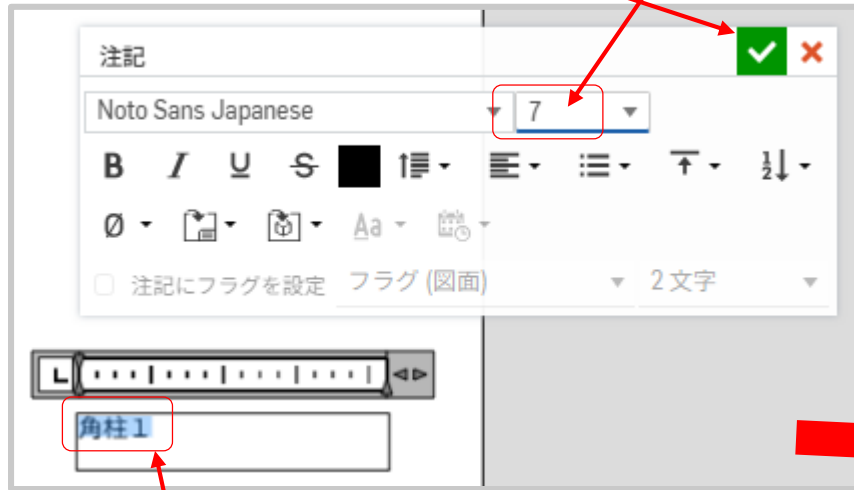 注記
Noto Sans Japanese 7
B I U S
Ø Aa
注記にフラグを設定 フラグ (図面) 2 文字
L
角柱１